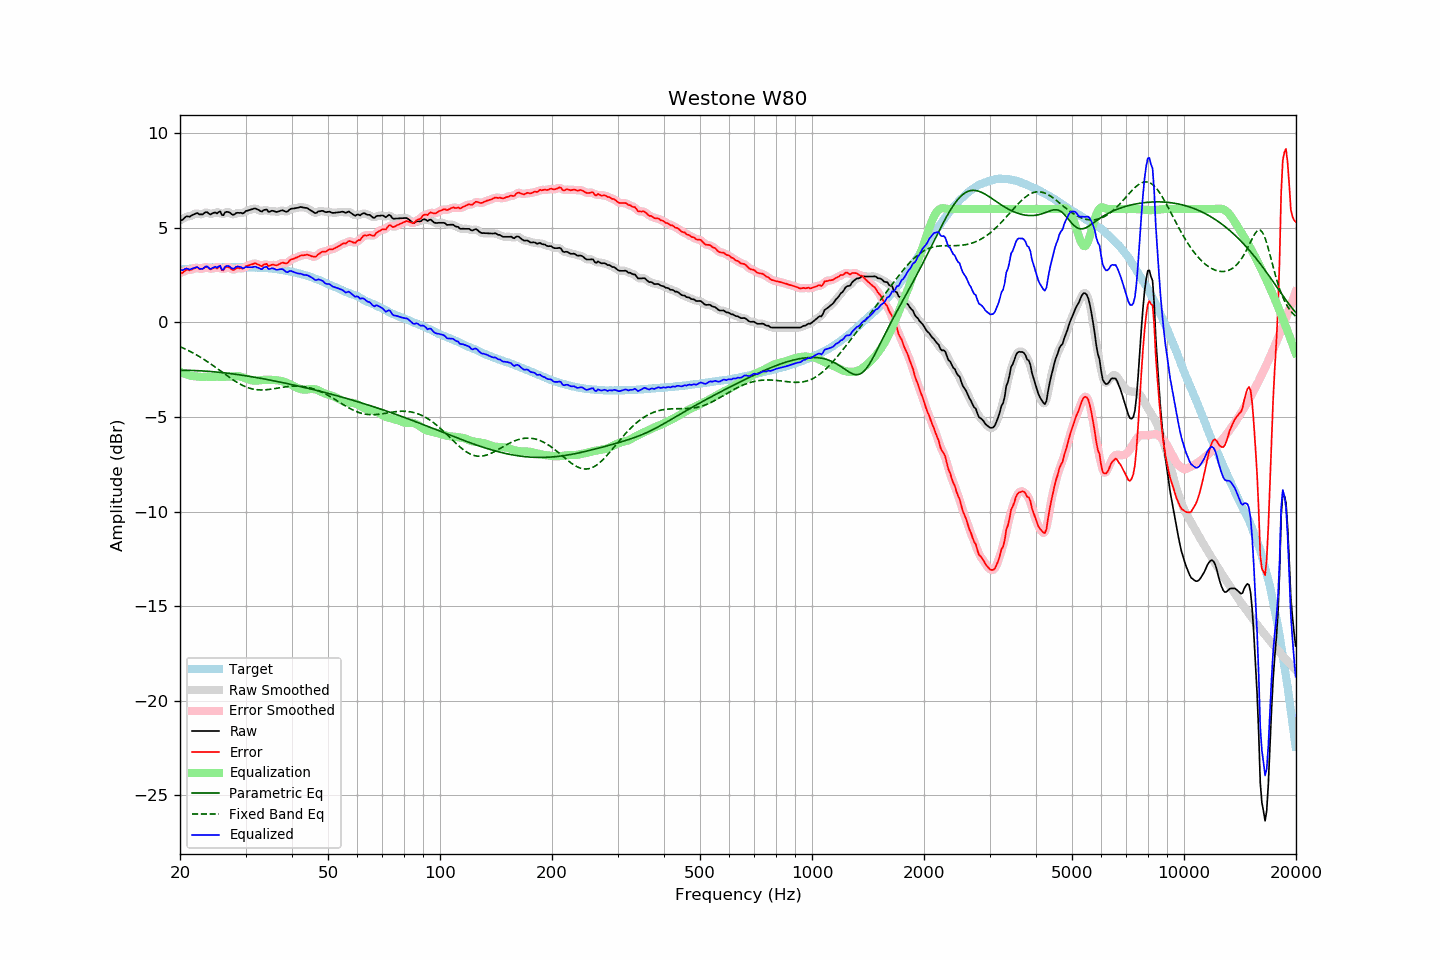 Westone W80
10
5
0
−5
−10
−15
−20
−25
Amplitude (dBr)
Target
Raw Smoothed
Error Smoothed
Raw
Error
Equalization
Parametric Eq
Fixed Band Eq
Equalized
20 50 100 200 500 1000 2000 5000 10000 20000
Frequency (Hz)